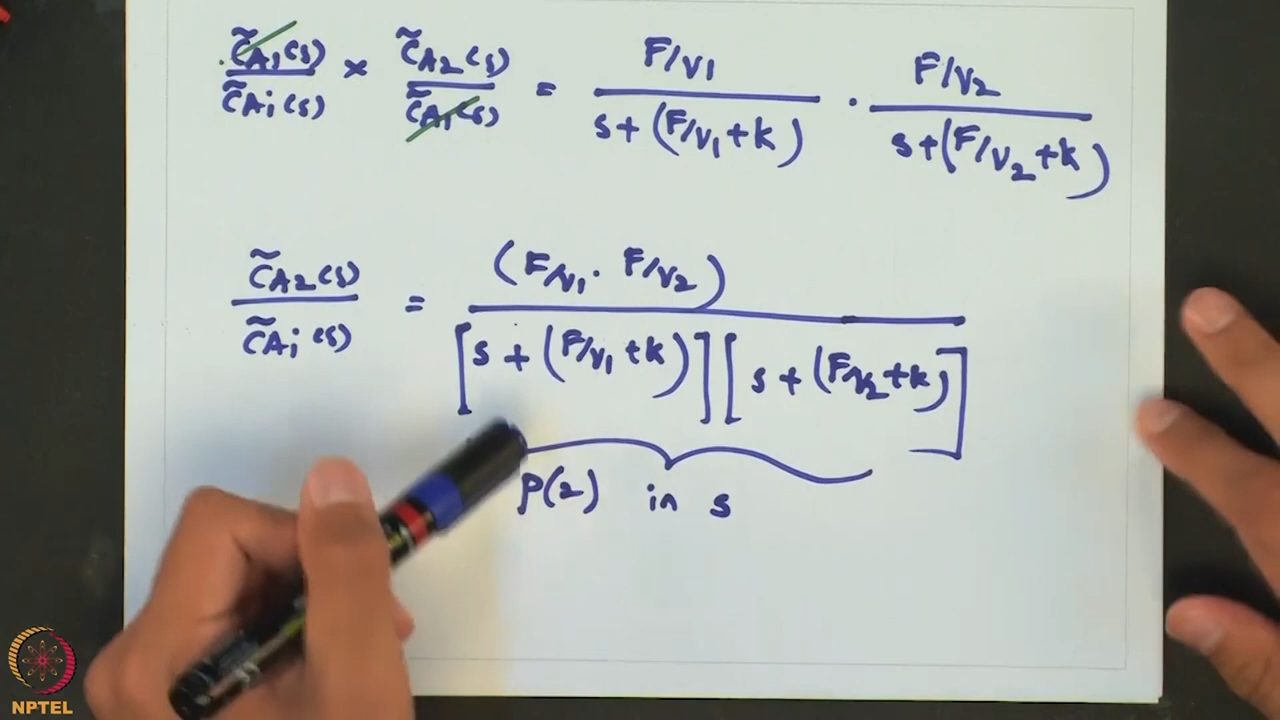 C̃A1(s)/C̃Ai(s) × C̃A2(s)/C̃A1(s) = F/V1 / s+(F/V1+k) · F/V2 / s+(F/V2+k)
C̃A2(s)/C̃Ai(s) = (F/V1 · F/V2) / [s+(F/V1+k)][s+(F/V2+k)]
P(2) in s
NPTEL